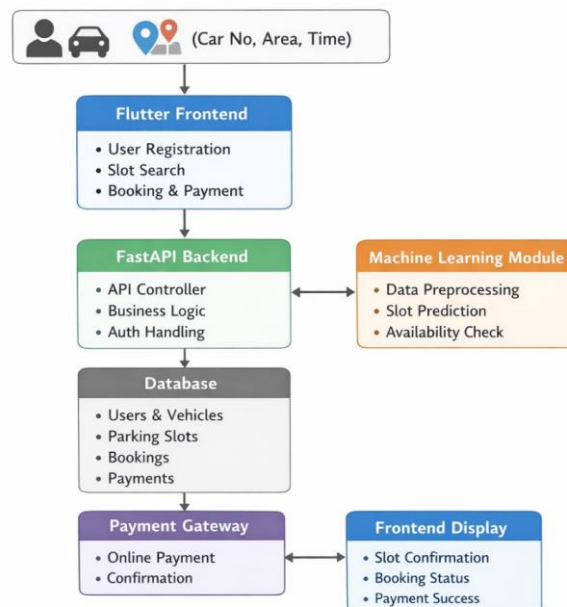 (Car No, Area, Time)
Flutter Frontend
• User Registration
• Slot Search
• Booking & Payment
FastAPI Backend
• API Controller
• Business Logic
• Auth Handling
Machine Learning Module
• Data Preprocessing
• Slot Prediction
• Availability Check
Database
• Users & Vehicles
• Parking Slots
• Bookings
• Payments
Payment Gateway
• Online Payment
• Confirmation
Frontend Display
• Slot Confirmation
• Booking Status
• Payment Success